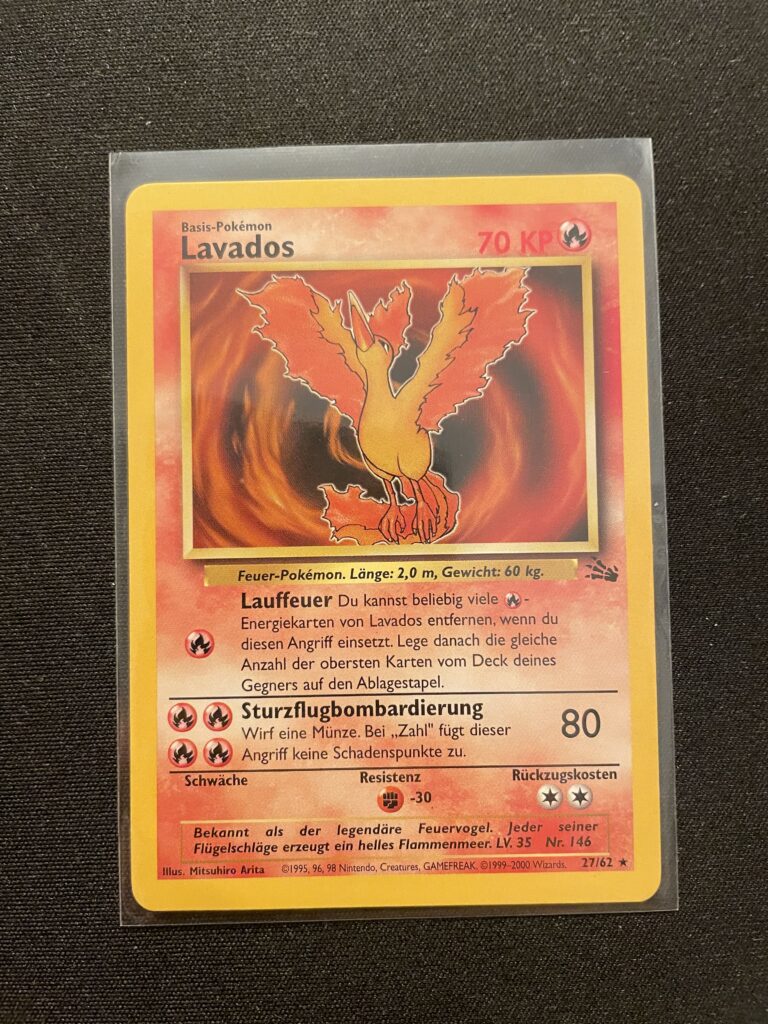 Basis-Pokémon
Lavados
70 KP
Feuer-Pokémon. Länge: 2,0 m, Gewicht: 60 kg.
Lauffeuer Du kannst beliebig viele -
Energiekarten von Lavados entfernen, wenn du
diesen Angriff einsetzt. Lege danach die gleiche
Anzahl der obersten Karten vom Deck deines
Gegners auf den Ablagestapel.
Sturzflugbombardierung
Wirf eine Münze. Bei „Zahl" fügt dieser
Angriff keine Schadenspunkte zu.
80
Schwäche Resistenz Rückzugskosten
-30
Bekannt als der legendäre Feuervogel. Jeder seiner
Flügelschläge erzeugt ein helles Flammenmeer. LV. 35 Nr. 146
Illus. Mitsuhiro Arita ©1995, 96, 98 Nintendo, Creatures, GAMEFREAK. ©1999-2000 Wizards. 27/62 ★